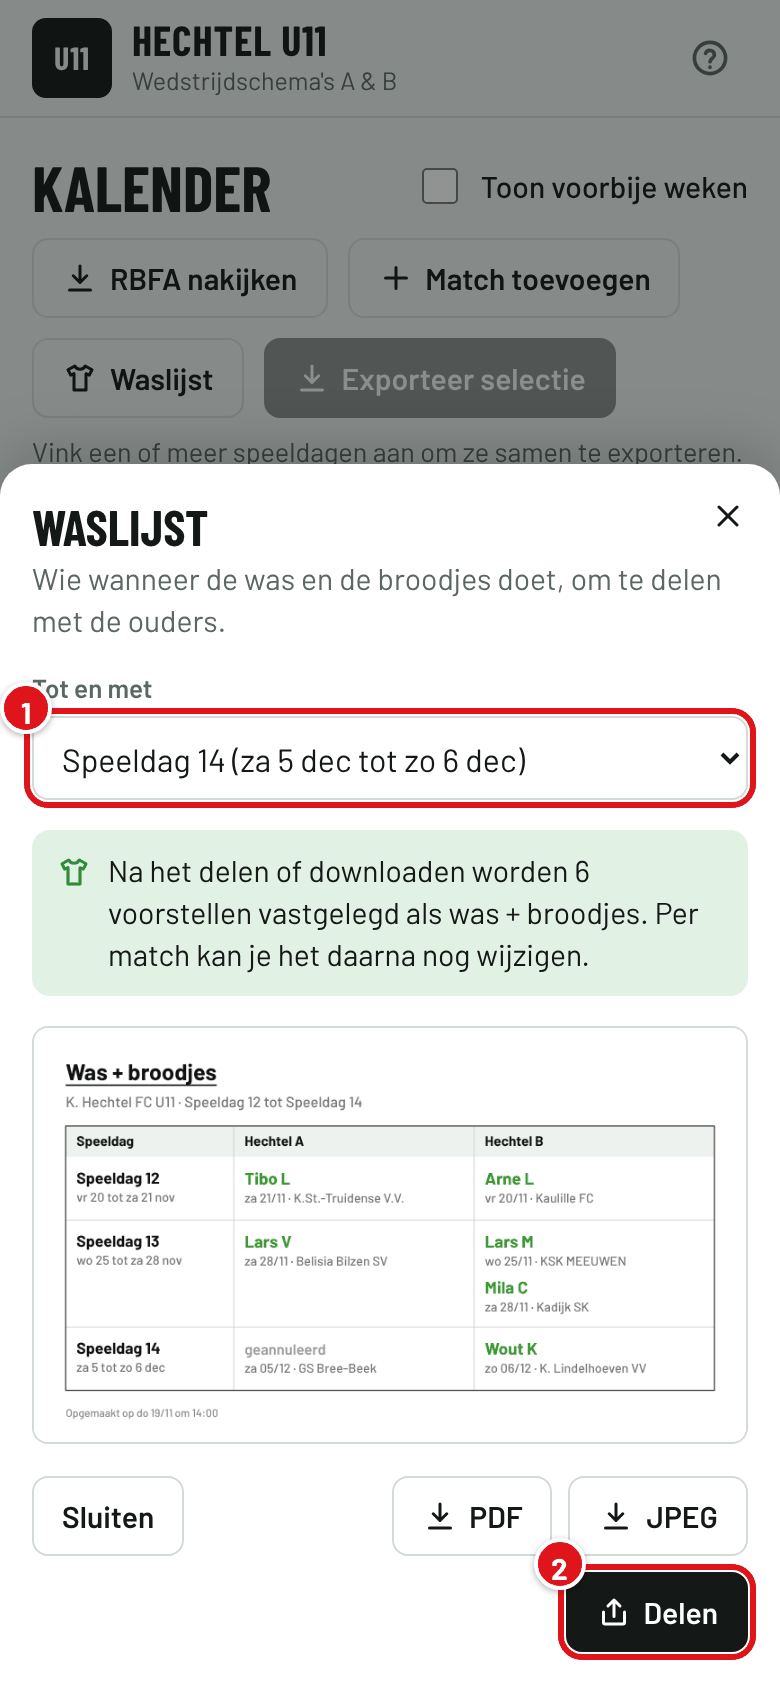 U11
HECHTEL U11
Wedstrijdschema's A & B
KALENDER
Toon voorbije weken
RBFA nakijken
Match toevoegen
Waslijst
Exporteer selectie
Vink een of meer speeldagen aan om ze samen te exporteren.
WASLIJST
Wie wanneer de was en de broodjes doet, om te delen
met de ouders.
Tot en met
1
Speeldag 14 (za 5 dec tot zo 6 dec)
Na het delen of downloaden worden 6
voorstellen vastgelegd als was + broodjes. Per
match kan je het daarna nog wijzigen.
Was + broodjes
K. Hechtel FC U11 · Speeldag 12 tot Speeldag 14
Speeldag Hechtel A Hechtel B
Speeldag 12 Tibo L Arne L
vr 20 tot za 21 nov za 21/11 · K.St.-Truidense V.V. vr 20/11 · Kaulille FC
Speeldag 13 Lars V Lars M
wo 25 tot za 28 nov za 28/11 · Belisia Bilzen SV wo 25/11 · KSK MEEUWEN
Mila C
za 28/11 · Kadijk SK
Speeldag 14 geannuleerd Wout K
za 5 tot zo 6 dec za 05/12 · GS Bree-Beek zo 06/12 · K. Lindelhoeven VV
Opgemaakt op do 19/11 om 14:00
Sluiten
PDF
JPEG
2
Delen